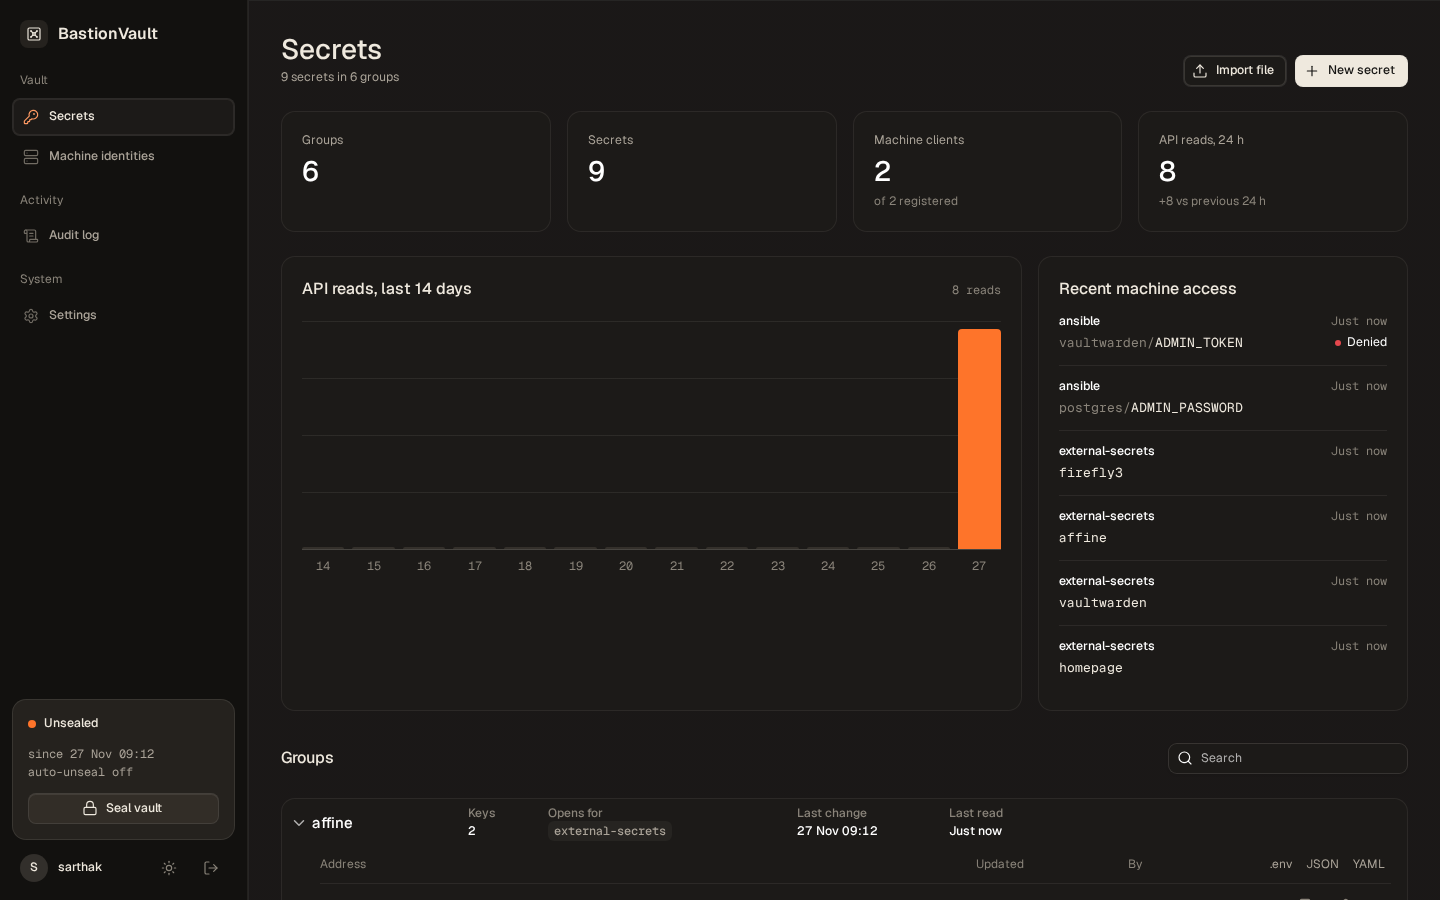 BastionVault
Vault
Secrets
Machine identities
Activity
Audit log
System
Settings
Unsealed
since 27 Nov 09:12
auto-unseal off
Seal vault
S
sarthak
Secrets
9 secrets in 6 groups
Import file
New secret
Groups
6
Secrets
9
Machine clients
2
of 2 registered
API reads, 24 h
8
+8 vs previous 24 h
API reads, last 14 days
8 reads
14 15 16 17 18 19 20 21 22 23 24 25 26 27
Recent machine access
ansible Just now
vaultwarden/ADMIN_TOKEN Denied
ansible Just now
postgres/ADMIN_PASSWORD
external-secrets Just now
firefly3
external-secrets Just now
affine
external-secrets Just now
vaultwarden
external-secrets Just now
homepage
Groups
Search
Keys Opens for Last change Last read
affine 2 external-secrets 27 Nov 09:12 Just now
Address Updated By .env JSON YAML